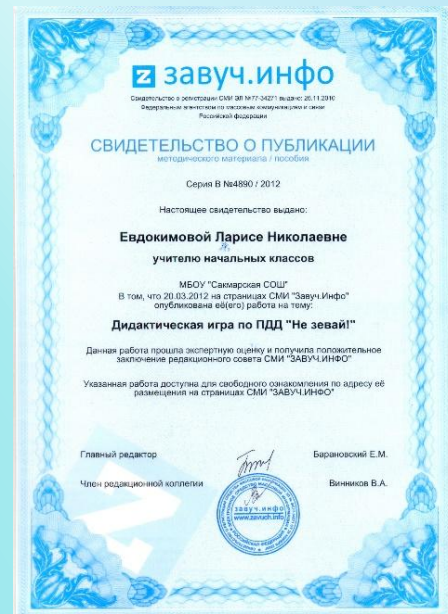 завуч.инфо
Свидетельство о регистрации СМИ ЭЛ №77-34271 выдано: 26.11.2010
Федеральным агентством по массовым коммуникациям и связи
Российской федерации
СВИДЕТЕЛЬСТВО О ПУБЛИКАЦИИ
методического материала / пособия
Серия В №4890 / 2012
Настоящее свидетельство выдано:
Евдокимовой Ларисе Николаевне
учителю начальных классов
МБОУ "Сакмарская СОШ"
В том, что 20.03.2012 на страницах СМИ "Завуч.Инфо"
опубликована её(его) работа на тему:
Дидактическая игра по ПДД "Не зевай!"
Данная работа прошла экспертную оценку и получила положительное
заключение редакционного совета СМИ "ЗАВУЧ.ИНФО"
Указанная работа доступна для свободного ознакомления по адресу её
размещения на страницах СМИ "ЗАВУЧ.ИНФО"
Главный редактор
Барановский Е.М.
Член редакционной коллегии
Винников В.А.
завуч.инфо
www.zavuch.info